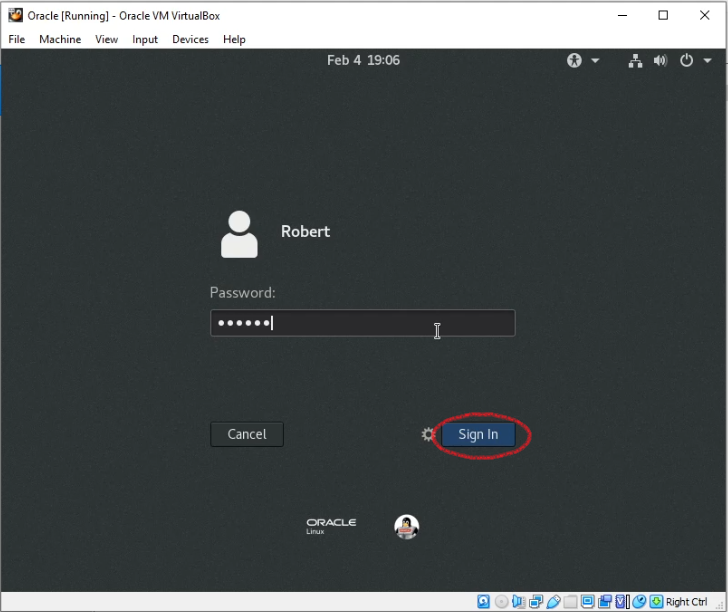 Oracle [Running] - Oracle VM VirtualBox
File Machine View Input Devices Help
Feb 4 19:06
Robert
Password:
Cancel
Sign In
ORACLE
Linux
Right Ctrl